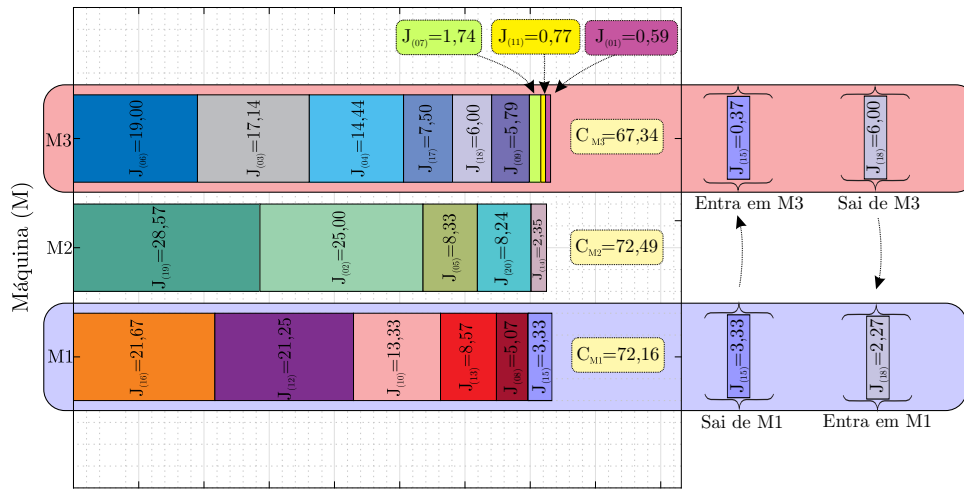 J(07)=1,74
J(11)=0,77
J(01)=0,59
Máquina (M)
M3
J(06)=19,00
J(03)=17,14
J(04)=14,44
J(17)=7,50
J(18)=6,00
J(09)=5,79
CM3=67,34
J(15)=0,37
J(18)=6,00
Entra em M3
Sai de M3
M2
J(19)=28,57
J(02)=25,00
J(05)=8,33
J(20)=8,24
J(14)=2,35
CM2=72,49
M1
J(16)=21,67
J(12)=21,25
J(10)=13,33
J(13)=8,57
J(08)=5,07
J(15)=3,33
CM1=72,16
J(15)=3,33
J(18)=2,27
Sai de M1
Entra em M1